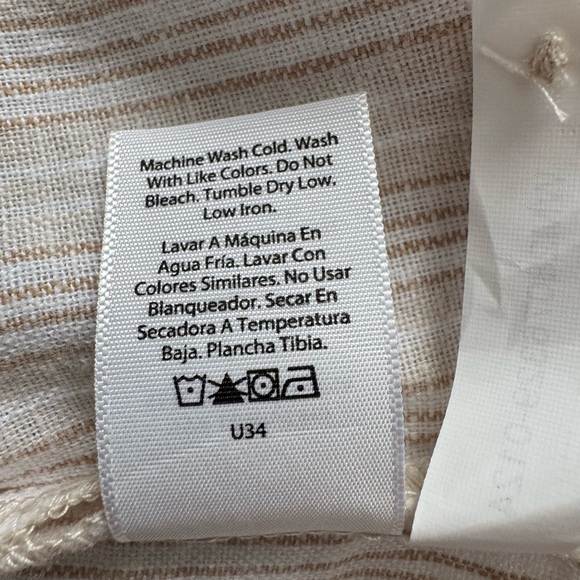 Machine Wash Cold. Wash
With Like Colors. Do Not
Bleach. Tumble Dry Low.
Low Iron.
Lavar A Máquina En
Agua Fría. Lavar Con
Colores Similares. No Usar
Blanqueador. Secar En
Secadora A Temperatura
Baja. Plancha Tibia.
U34